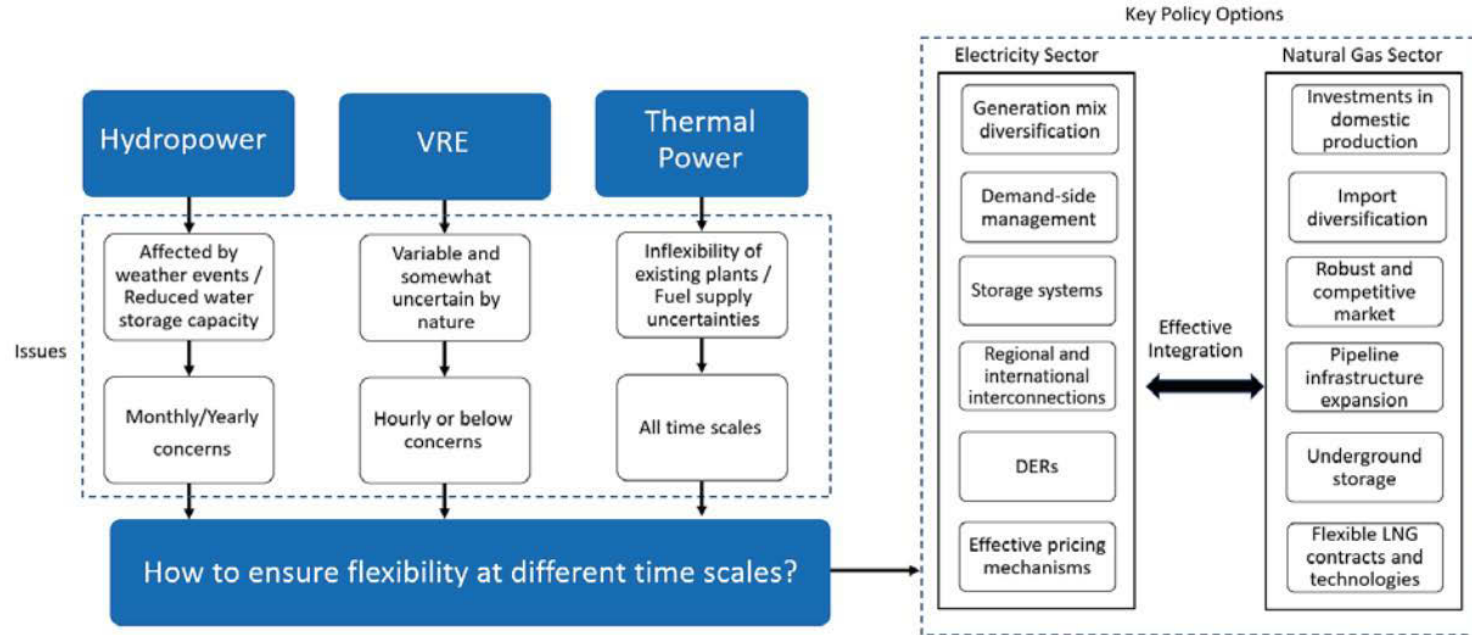 Key Policy Options
Hydropower
VRE
Thermal
Power
Issues
Affected by
weather events /
Reduced water
storage capacity
Variable and
somewhat
uncertain by
nature
Inflexibility of
existing plants /
Fuel supply
uncertainties
Monthly/Yearly
concerns
Hourly or below
concerns
All time scales
How to ensure flexibility at different time scales?
Electricity Sector
Generation mix
diversification
Demand-side
management
Storage systems
Regional and
international
interconnections
DERs
Effective pricing
mechanisms
Effective
Integration
Natural Gas Sector
Investments in
domestic
production
Import
diversification
Robust and
competitive
market
Pipeline
infrastructure
expansion
Underground
storage
Flexible LNG
contracts and
technologies